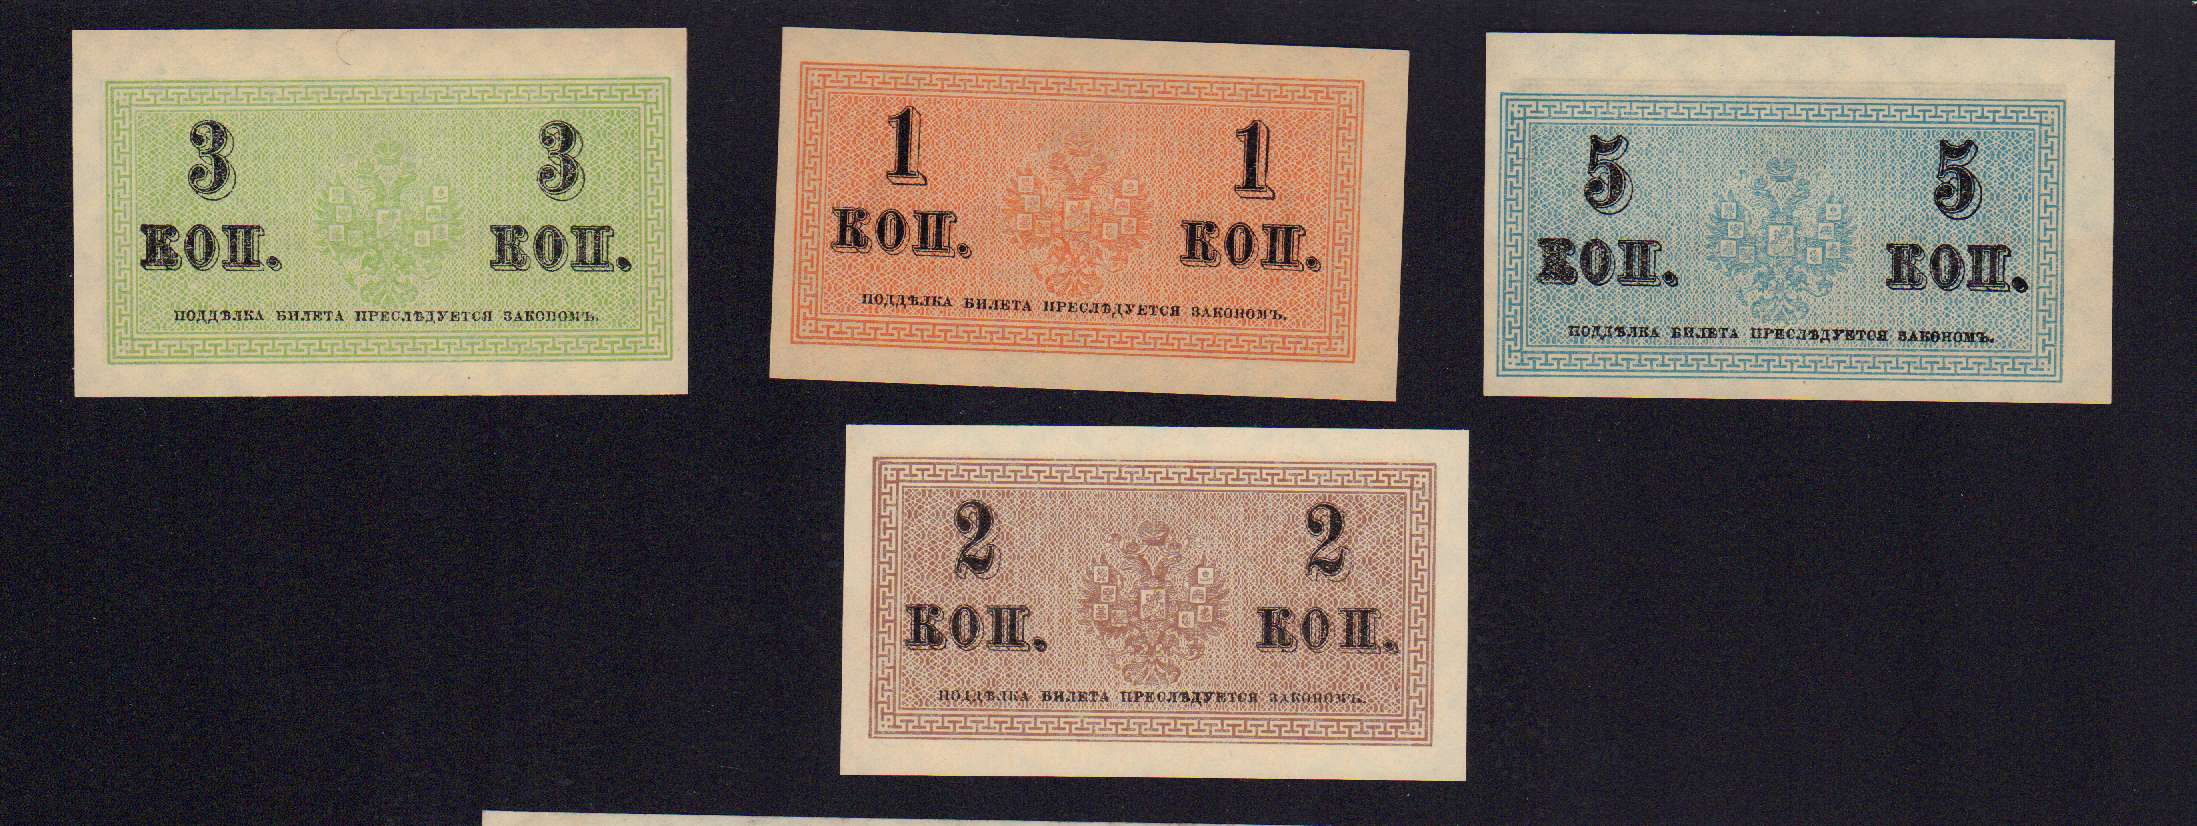 3 3
КОП. КОП.
ПОДДѢЛКА БИЛЕТА ПРЕСЛѢДУЕТСЯ ЗАКОНОМЪ.
1 1
КОП. КОП.
ПОДДѢЛКА БИЛЕТА ПРЕСЛѢДУЕТСЯ ЗАКОНОМЪ.
5 5
КОП. КОП.
ПОДДѢЛКА БИЛЕТА ПРЕСЛѢДУЕТСЯ ЗАКОНОМЪ.
2 2
КОП. КОП.
ПОДДѢЛКА БИЛЕТА ПРЕСЛѢДУЕТСЯ ЗАКОНОМЪ.